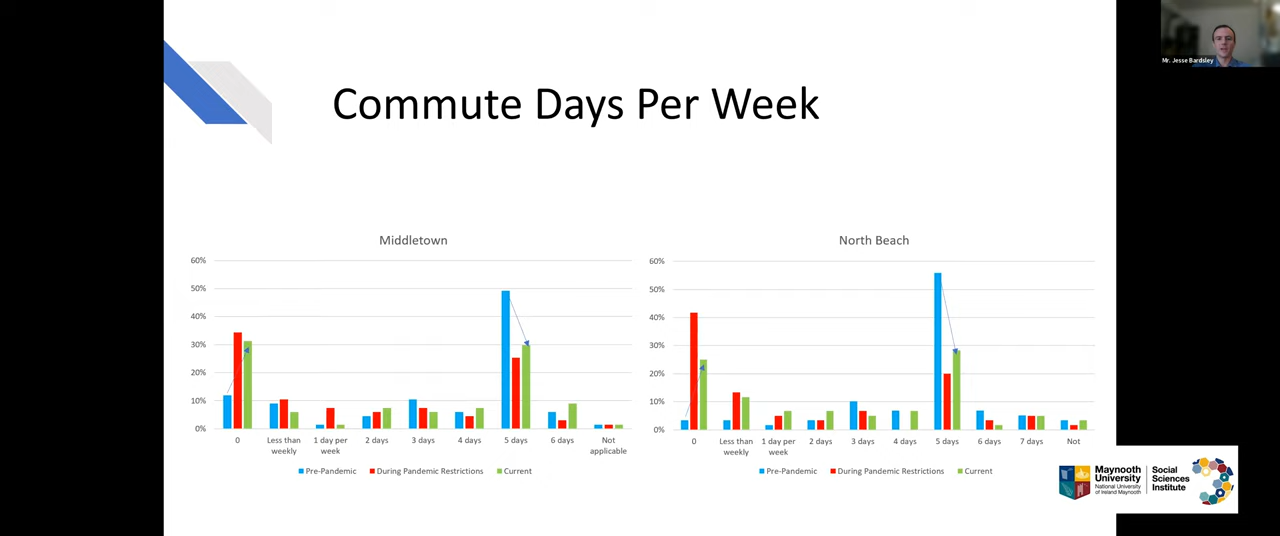 Mr. Jesse Bardsley
Commute Days Per Week
Middletown
60%
50%
40%
30%
20%
10%
0%
0
Less than
weekly
1 day per
week
2 days
3 days
4 days
5 days
6 days
Not
applicable
Pre-Pandemic
During Pandemic Restrictions
Current
North Beach
60%
50%
40%
30%
20%
10%
0%
0
Less than
weekly
1 day per
week
2 days
3 days
4 days
5 days
6 days
7 days
Not
Pre-Pandemic
During Pandemic Restrictions
Current
Maynooth
University
National University
of Ireland Maynooth
Social
Sciences
Institute